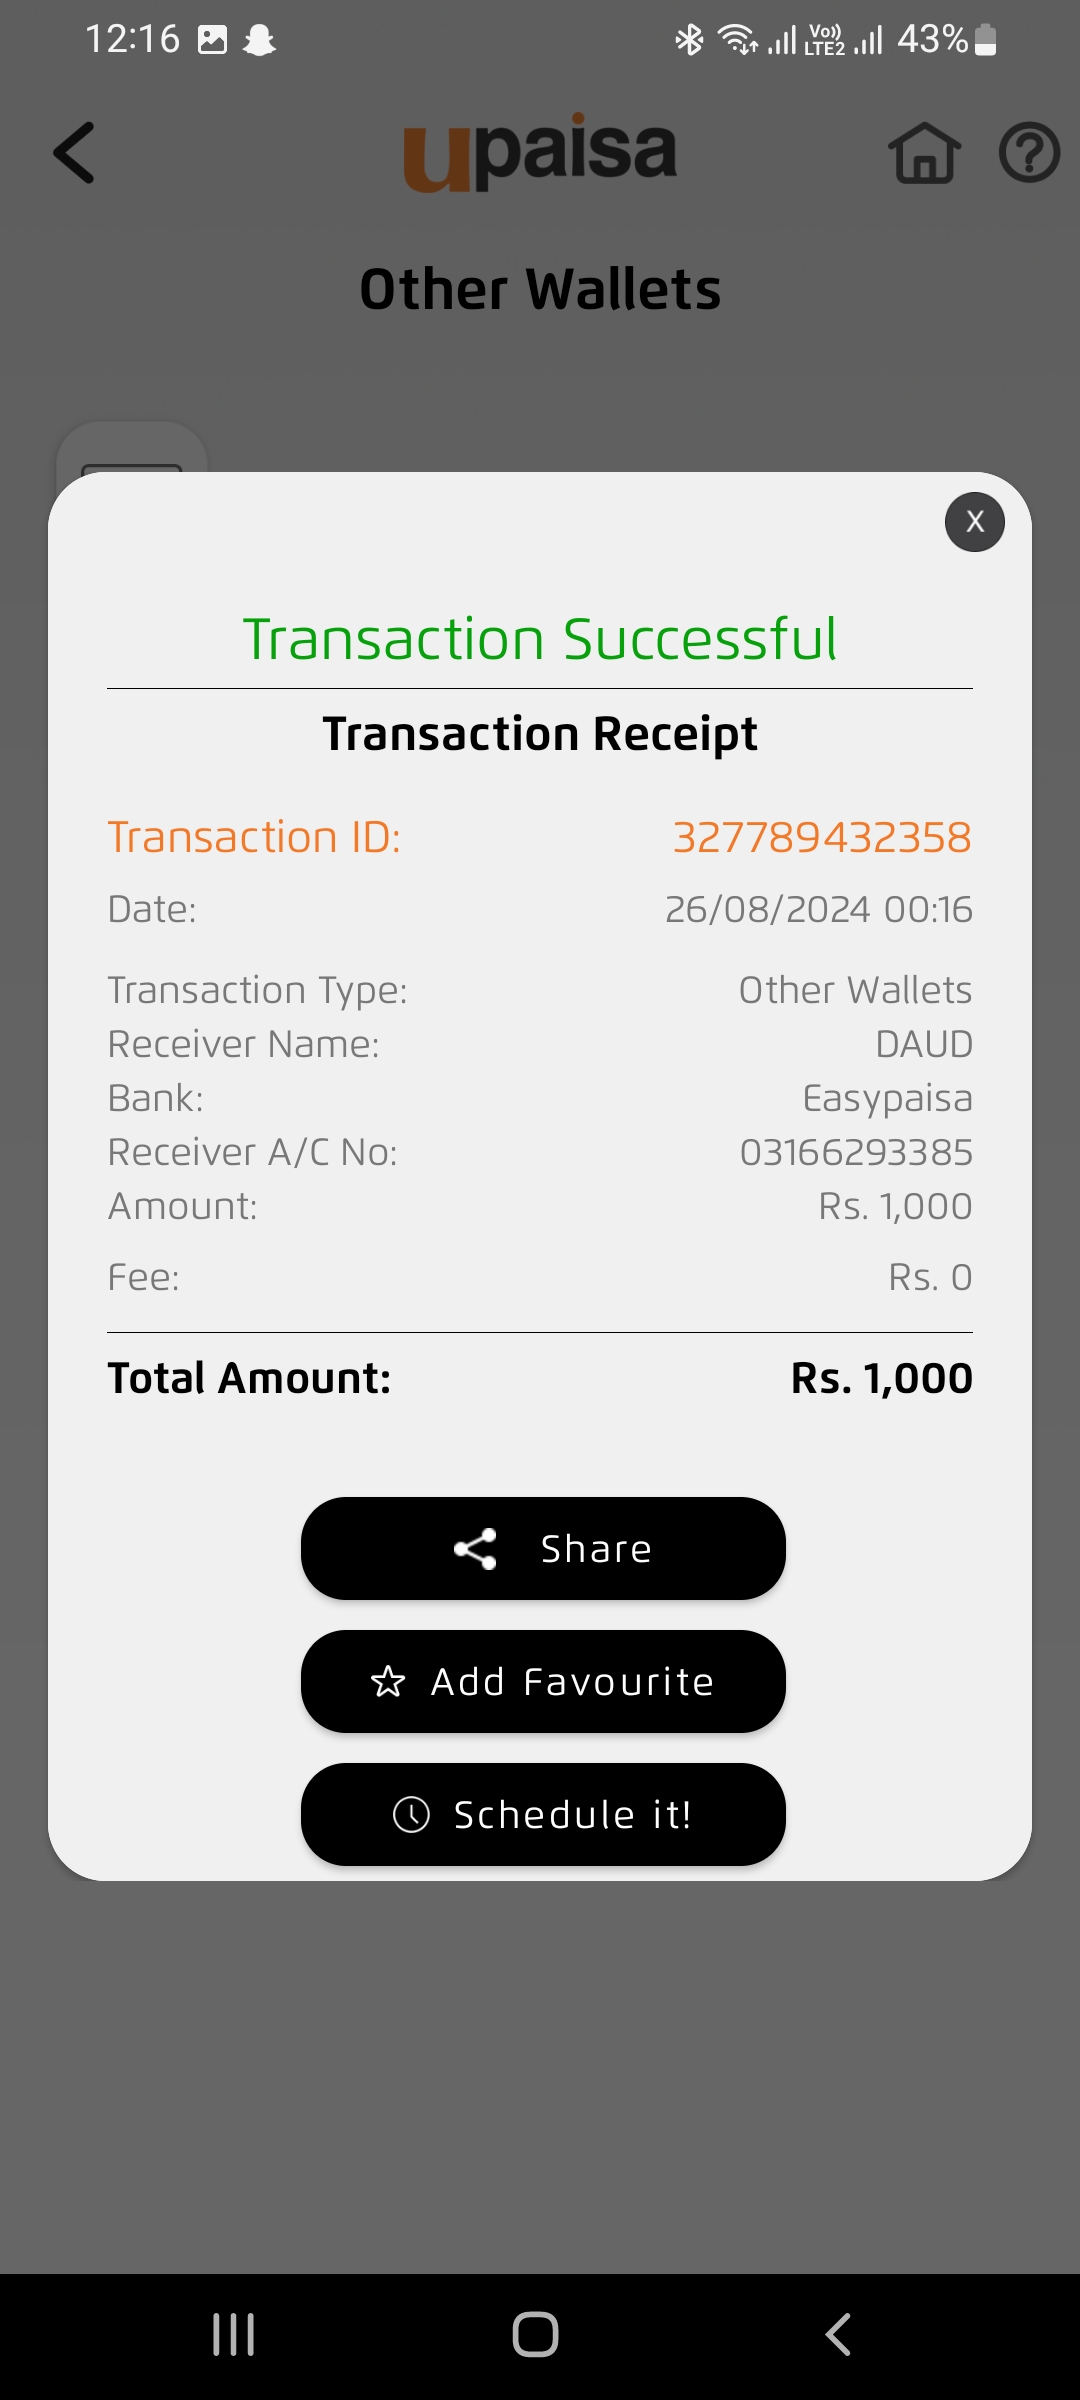 12:16 Vo)) LTE2 43%
upaisa
Other Wallets
X
Transaction Successful
Transaction Receipt
Transaction ID: 327789432358
Date: 26/08/2024 00:16
Transaction Type: Other Wallets
Receiver Name: DAUD
Bank: Easypaisa
Receiver A/C No: 03166293385
Amount: Rs. 1,000
Fee: Rs. 0
Total Amount: Rs. 1,000
Share
Add Favourite
Schedule it!